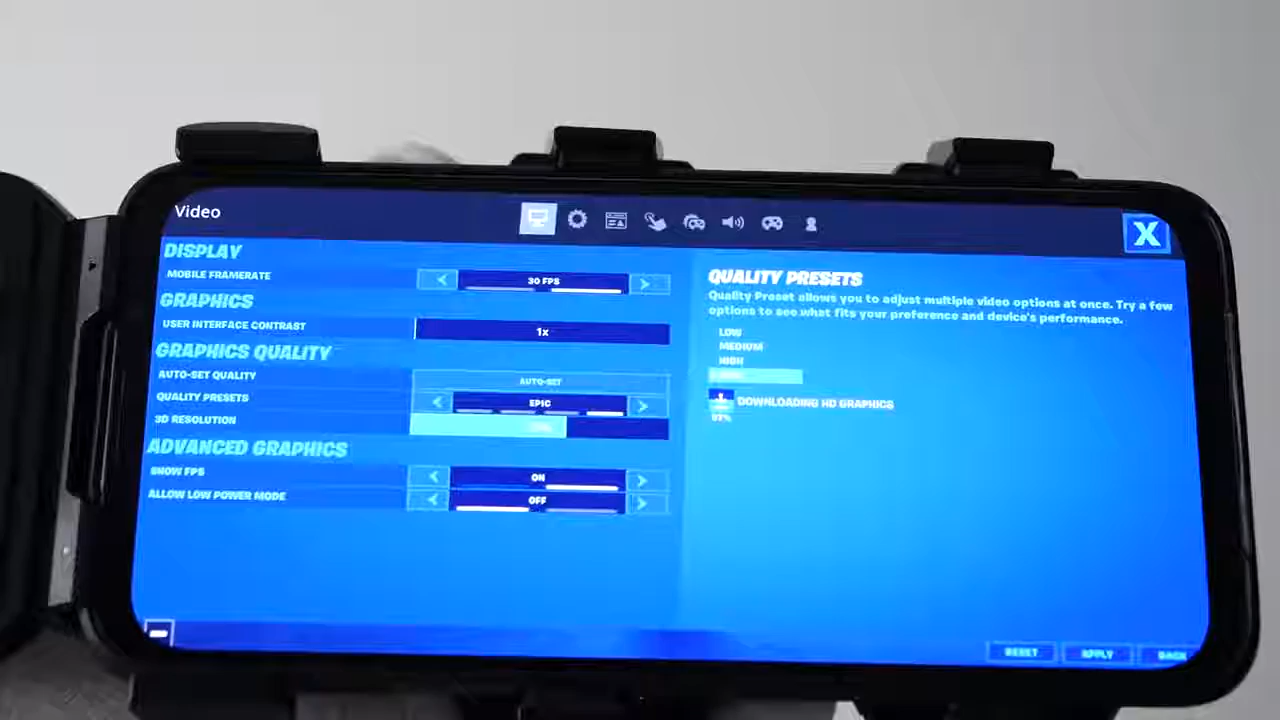 Video
DISPLAY
MOBILE FRAMERATE
30 FPS
GRAPHICS
USER INTERFACE CONTRAST
1x
GRAPHICS QUALITY
AUTO-SET QUALITY
AUTO-SET
QUALITY PRESETS
EPIC
3D RESOLUTION
ADVANCED GRAPHICS
SHOW FPS
ON
ALLOW LOW POWER MODE
OFF
QUALITY PRESETS
Quality Preset allows you to adjust multiple video options at once. Try a few
options to see what fits your preference and device's performance.
LOW
MEDIUM
HIGH
DOWNLOADING HD GRAPHICS
RESET
APPLY
BACK